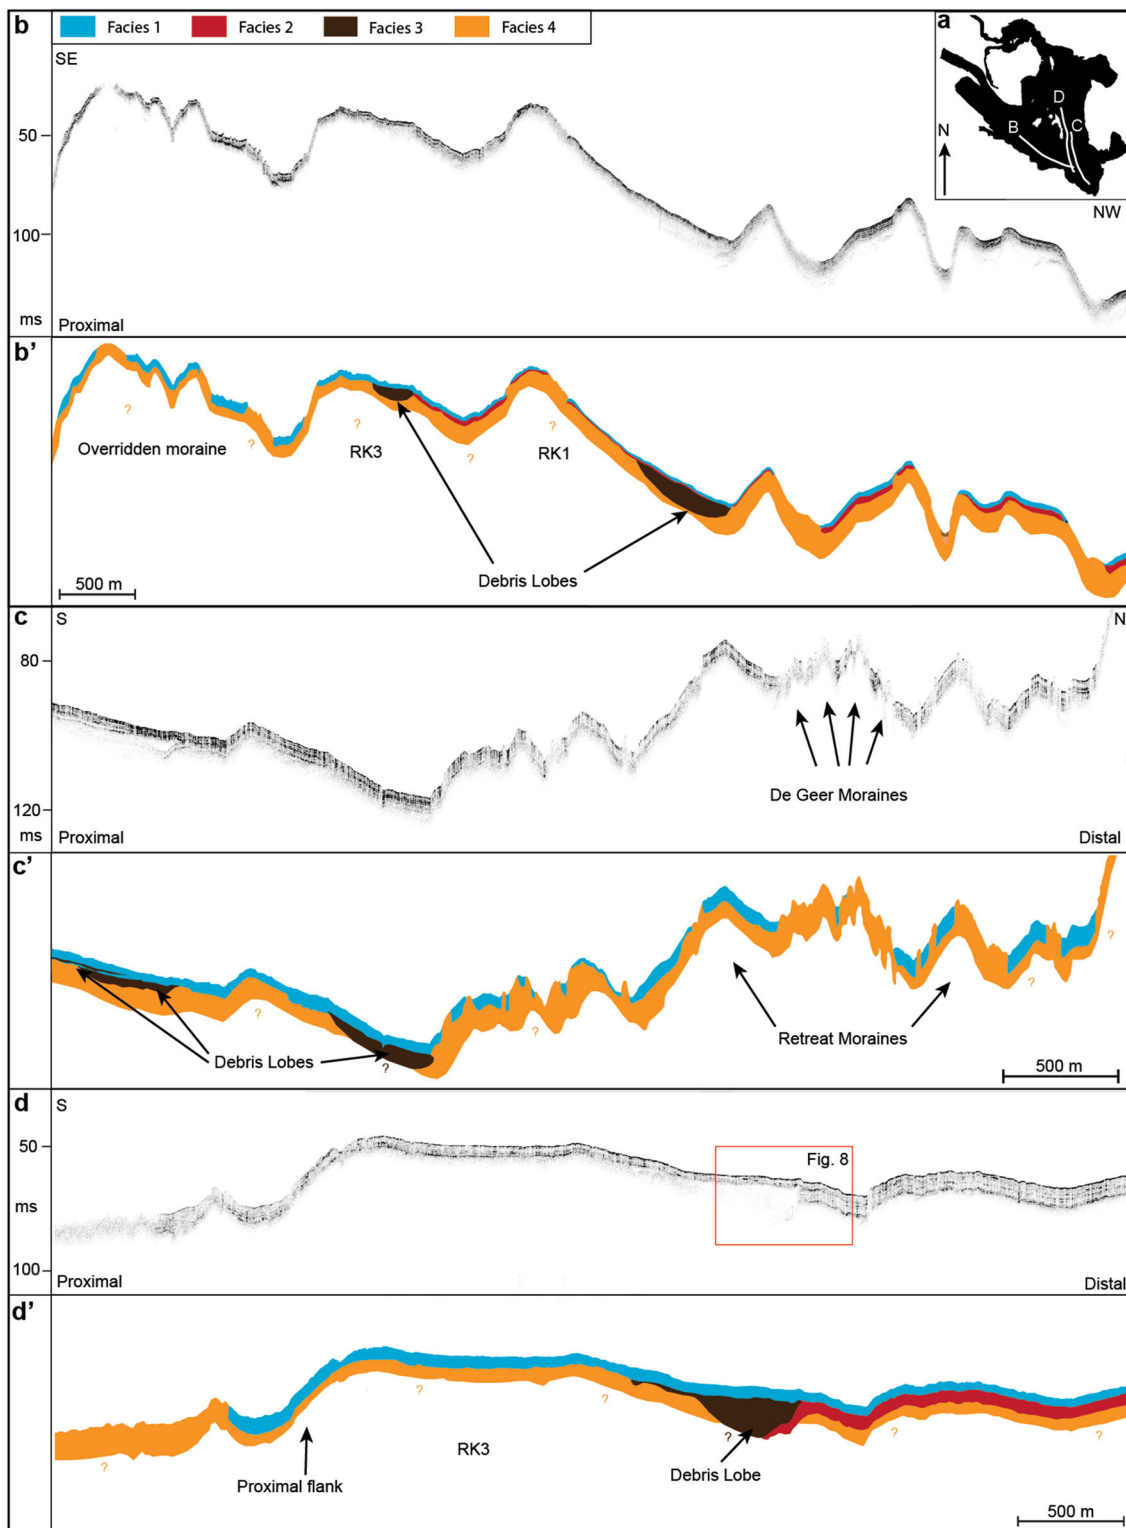 b
Facies 1 Facies 2 Facies 3 Facies 4
a
SE
D
B
C
N
NW
50
100
ms
Proximal
b'
?
?
?
?
?
Overridden moraine
RK3
RK1
Debris Lobes
500 m
c
S
N
80
120
ms
De Geer Moraines
Proximal
Distal
c'
?
?
?
?
?
Debris Lobes
Retreat Moraines
500 m
d
S
50
ms
100
Fig. 8
Proximal
Distal
d'
?
?
?
?
?
?
RK3
Proximal flank
Debris Lobe
500 m